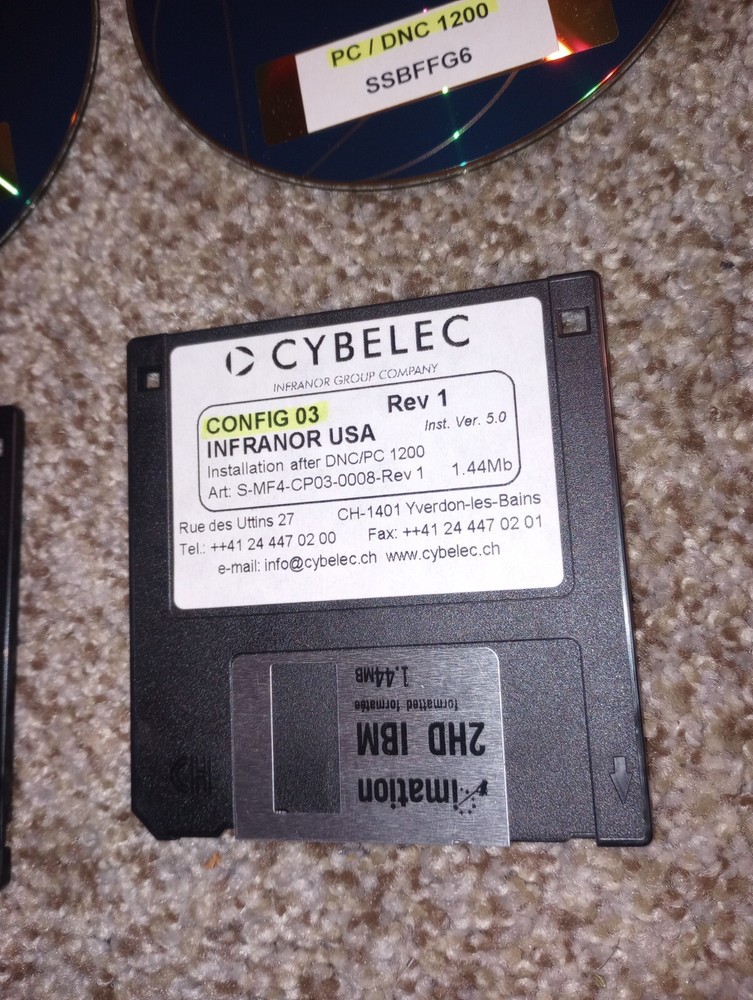 PC / DNC 1200
SSBFFG6
CYBELEC
INFRANOR GROUP COMPANY
CONFIG 03 Rev 1
INFRANOR USA Inst. Ver. 5.0
Installation after DNC/PC 1200
Art: S-MF4-CP03-0008-Rev 1 1.44Mb
Rue des Uttins 27 CH-1401 Yverdon-les-Bains
Tel.: ++41 24 447 02 00 Fax: ++41 24 447 02 01
e-mail: info@cybelec.ch www.cybelec.ch
imation
2HD IBM
formatted formatée
1.44MB
HD